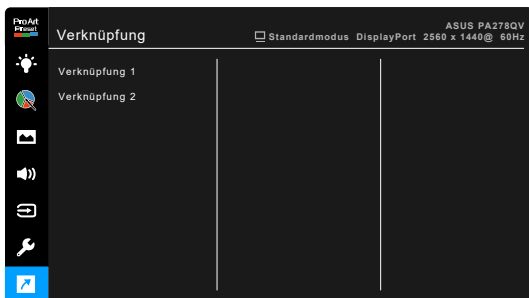 ProArt
Preset
Verknüpfung
ASUS PA278QV
Standardmodus DisplayPort 2560 x 1440@ 60Hz
Verknüpfung 1
Verknüpfung 2